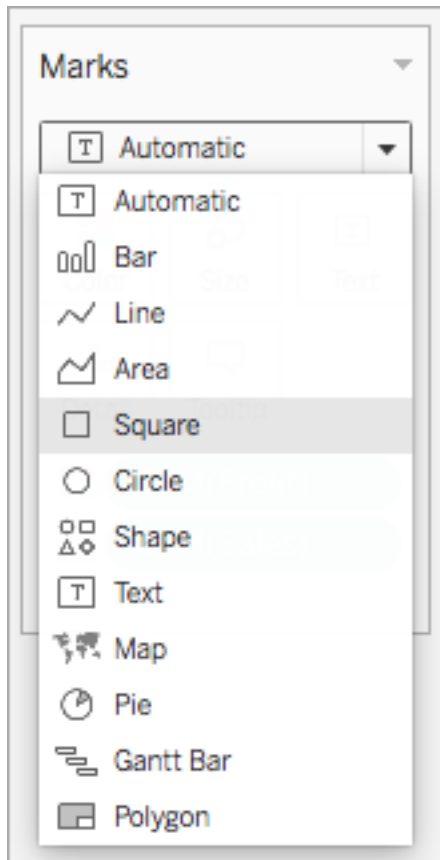 Marks
Automatic
Automatic
Bar
Line
Area
Square
Circle
Shape
Text
Map
Pie
Gantt Bar
Polygon